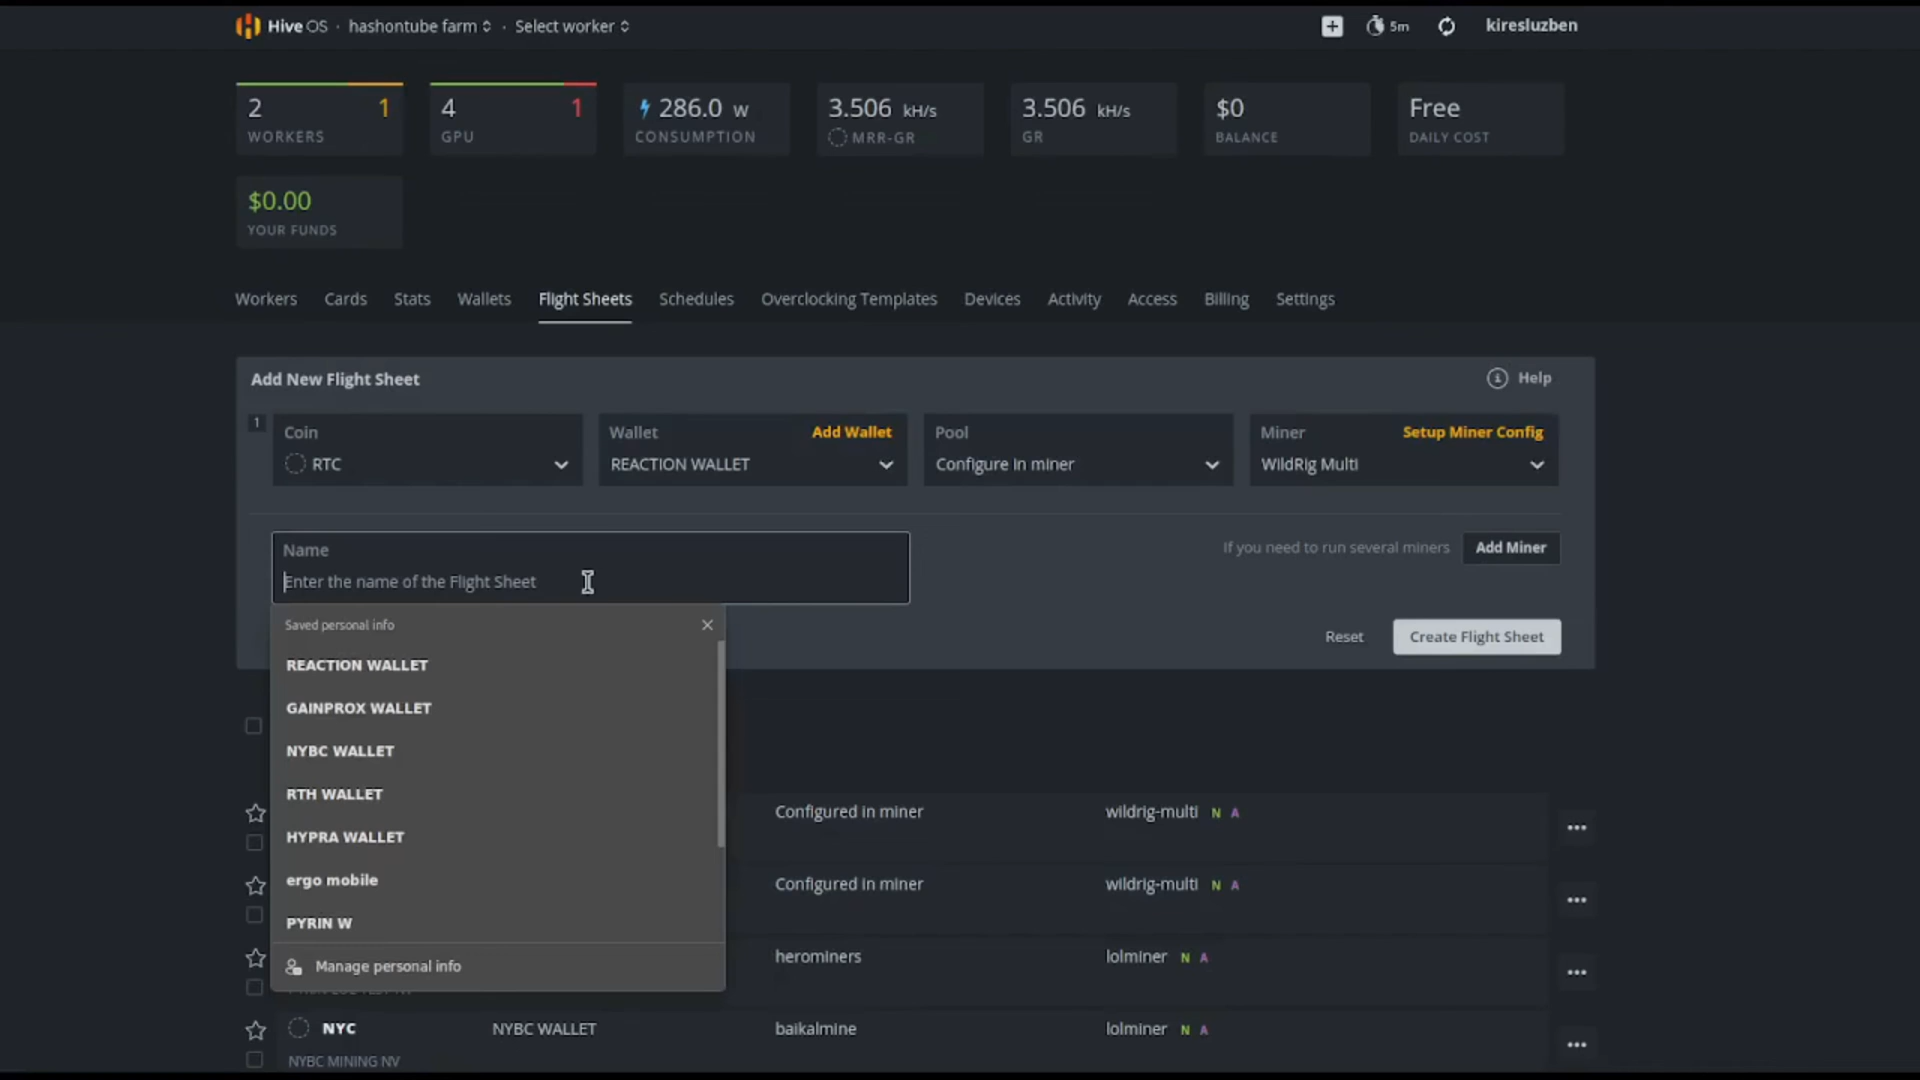 Hive OS · hashontube farm · Select worker 5m kiresluzben
2 1 4 1 286.0 W 3.506 kH/s 3.506 kH/s $0 Free
WORKERS GPU CONSUMPTION MRR-GR GR BALANCE DAILY COST
$0.00
YOUR FUNDS
Workers Cards Stats Wallets Flight Sheets Schedules Overclocking Templates Devices Activity Access Billing Settings
Add New Flight Sheet Help
1 Coin Wallet Add Wallet Pool Miner Setup Miner Config
RTC REACTION WALLET Configure in miner WildRig Multi
Name
Enter the name of the Flight Sheet
If you need to run several miners Add Miner
Reset Create Flight Sheet
Saved personal info
REACTION WALLET
GAINPROX WALLET
NYBC WALLET
RTH WALLET
HYPRA WALLET
ergo mobile
PYRIN W
Manage personal info
Configured in miner wildrig-multi N A
Configured in miner wildrig-multi N A
herominers lolminer N A
NYC NYBC WALLET baikalmine lolminer N A
NYBC MINING NV